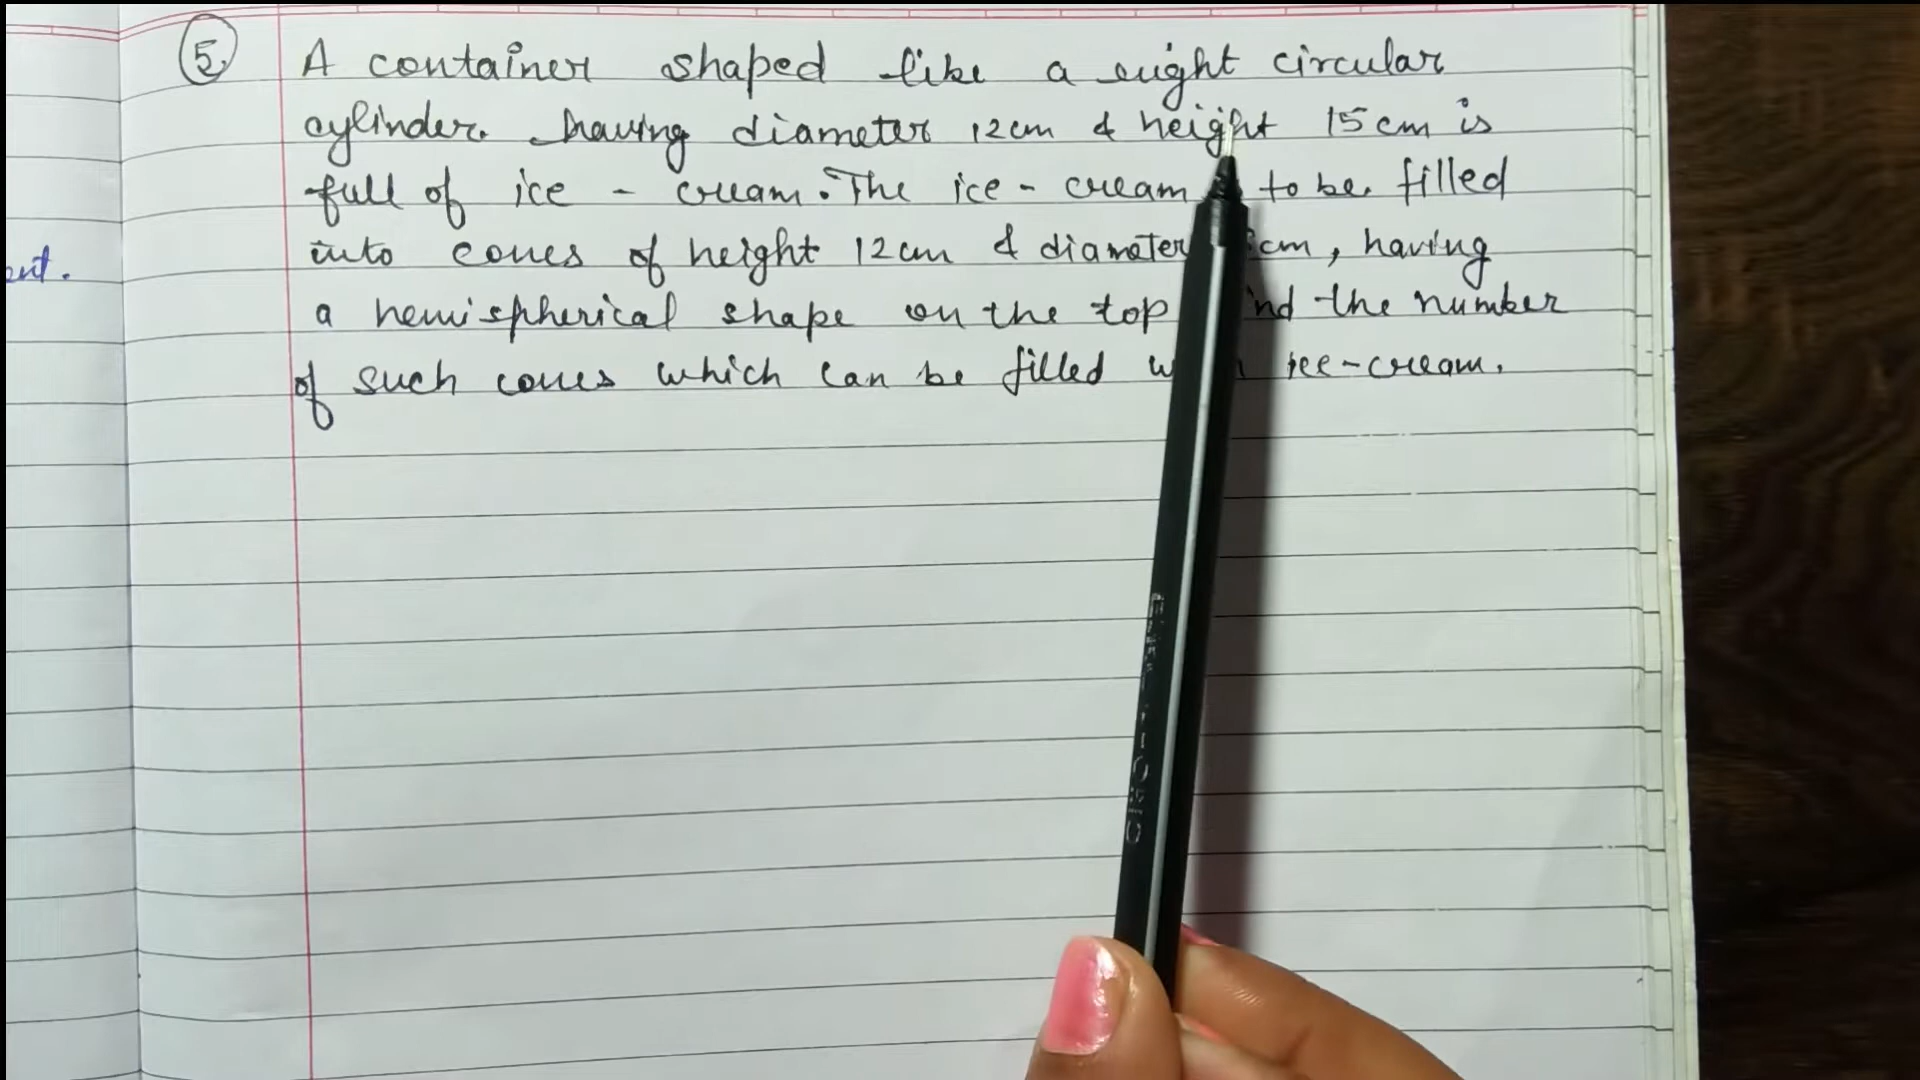 5. A container shaped like a right circular
cylinder having diameter 12cm & height 15cm is
full of ice - cream. The ice - cream to be filled
into cones of height 12cm & diameter cm, having
ent.
a hemispherical shape on the top the number
of such cones which can be filled ice-cream.